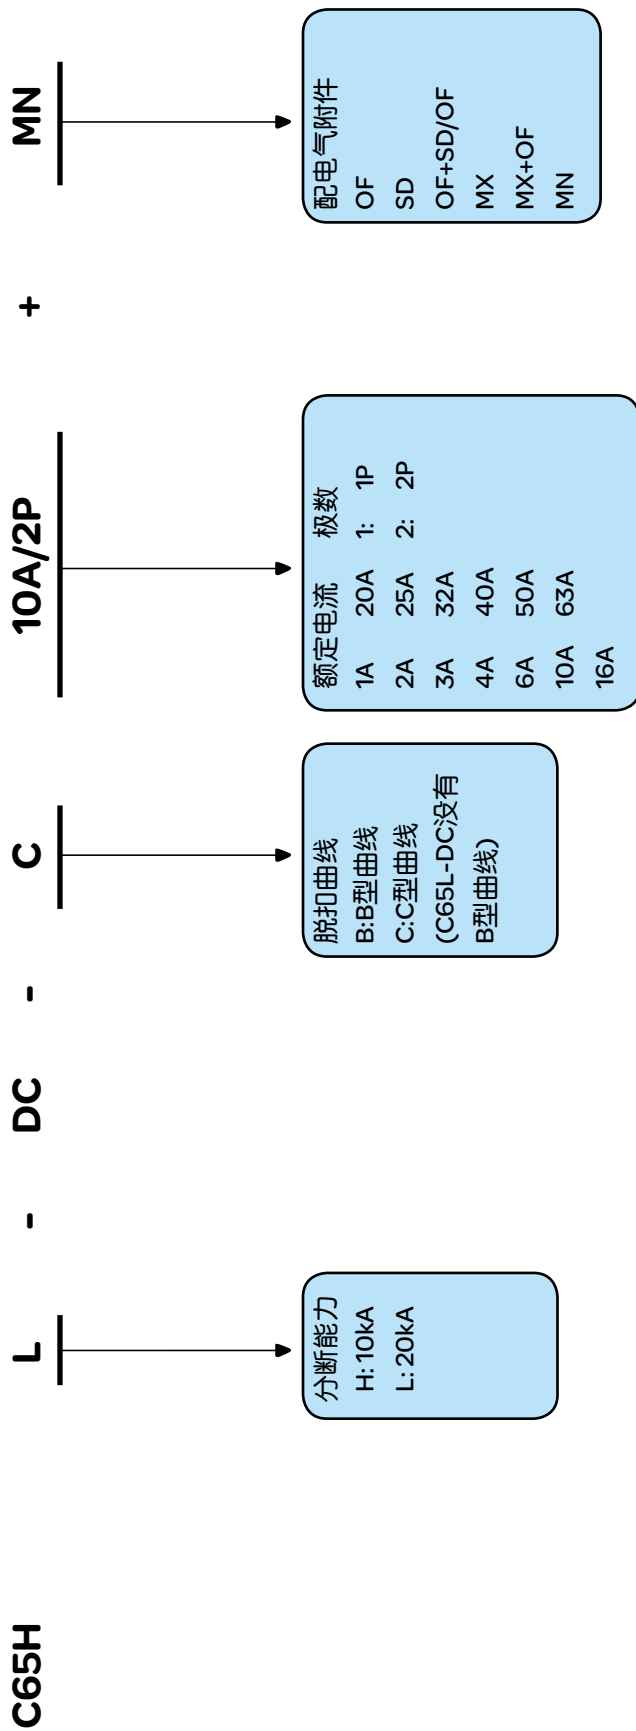 C65H L - DC - C 10A/2P + MN
分断能力
H: 10kA
L: 20kA
脱扣曲线
B:B型曲线
C:C型曲线
(C65L-DC没有
B型曲线)
额定电流 极数
1A 20A 1: 1P
2A 25A 2: 2P
3A 32A
4A 40A
6A 50A
10A 63A
16A
配电气附件
OF
SD
OF+SD/OF
MX
MX+OF
MN